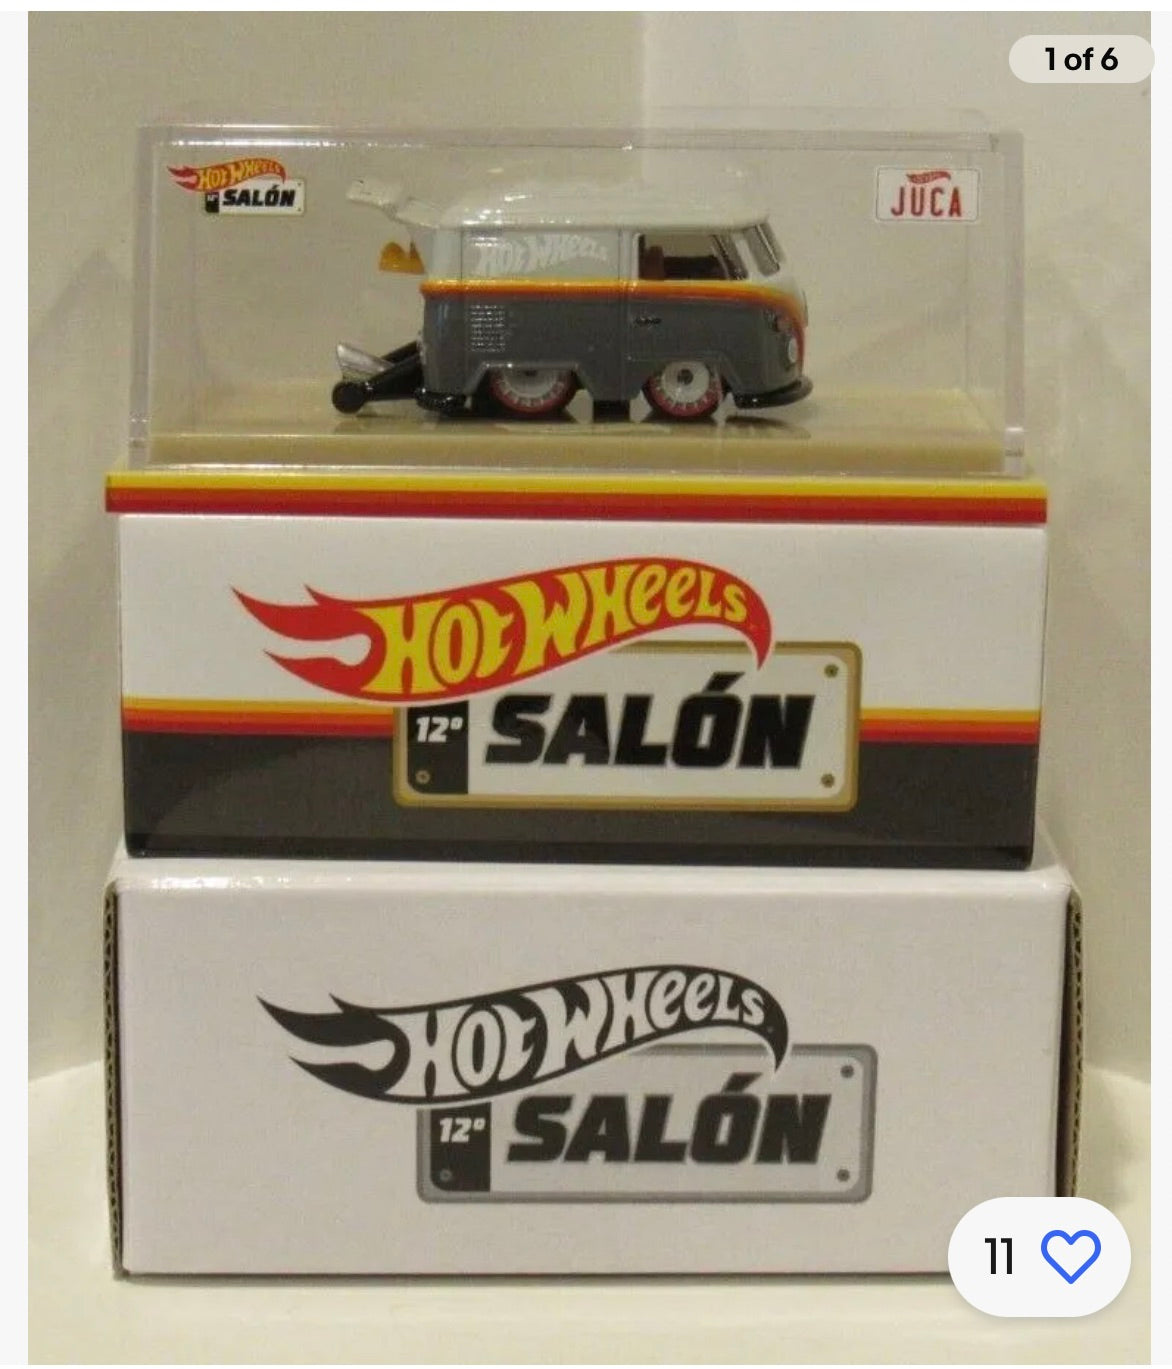 1 of 6
HOT WHEELS
SALÓN
JUCA
HOT WHEELS
HOT WHEELS
12º SALÓN
HOT WHEELS
12º SALÓN
11